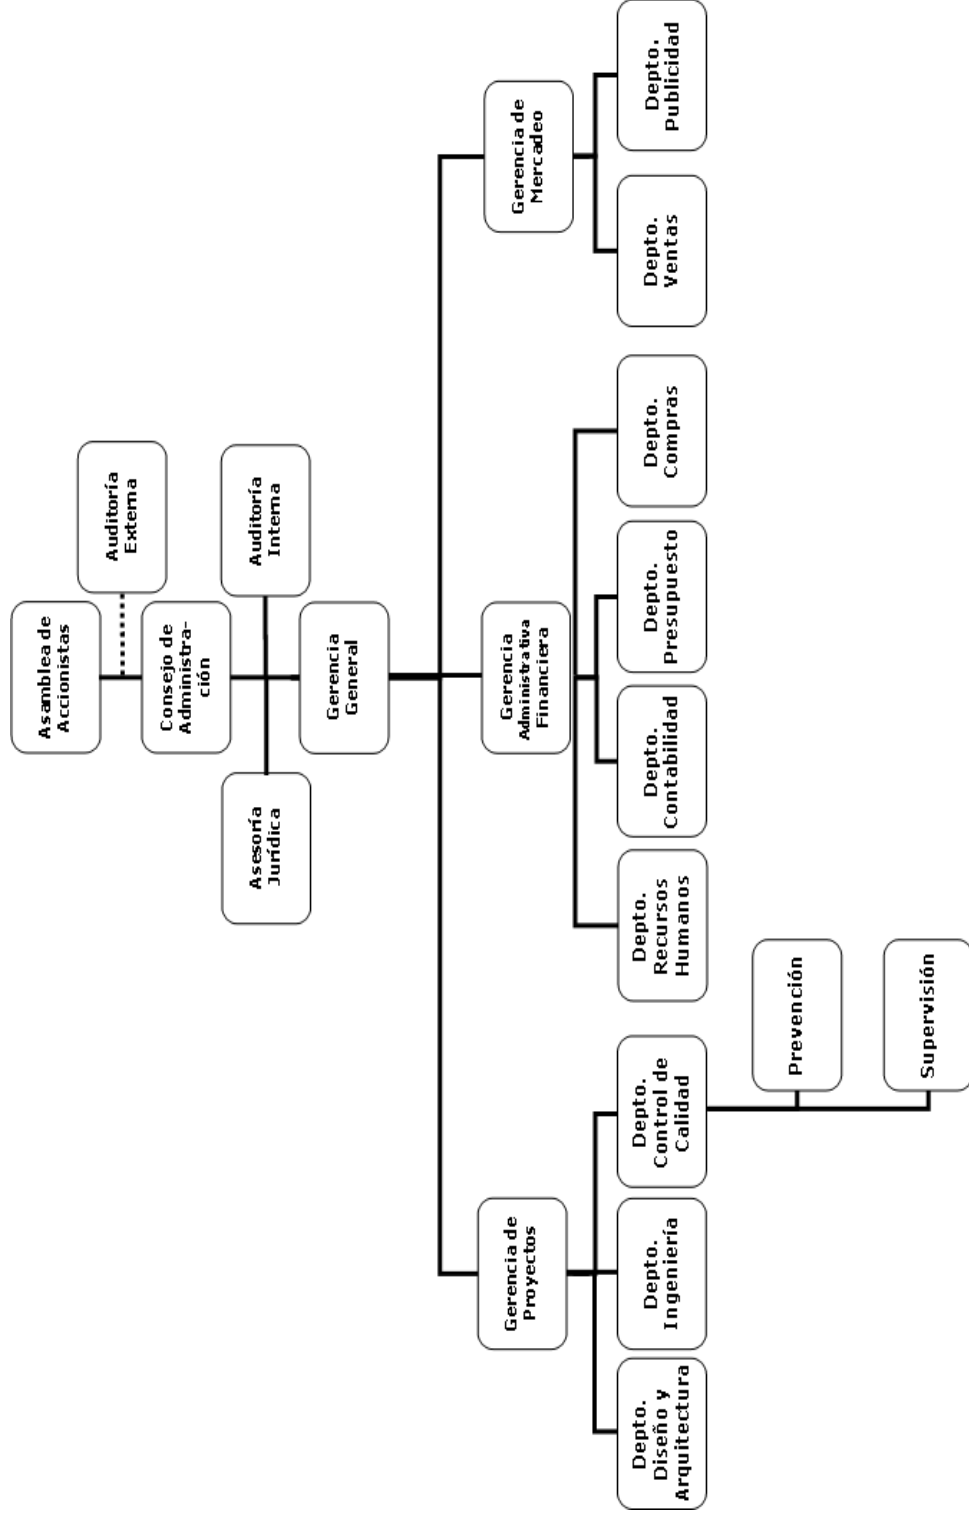 Asamblea de
Accionistas
Auditoría
Externa
Consejo de
Administra-
ción
Asesoría
Jurídica
Auditoría
Interna
Gerencia
General
Gerencia de
Proyectos
Gerencia
Administrativa
Financiera
Gerencia de
Mercadeo
Depto.
Diseño y
Arquitectura
Depto.
Ingeniería
Depto.
Control de
Calidad
Depto.
Recursos
Humanos
Depto.
Contabilidad
Depto.
Presupuesto
Depto.
Compras
Depto.
Ventas
Depto.
Publicidad
Prevención
Supervisión